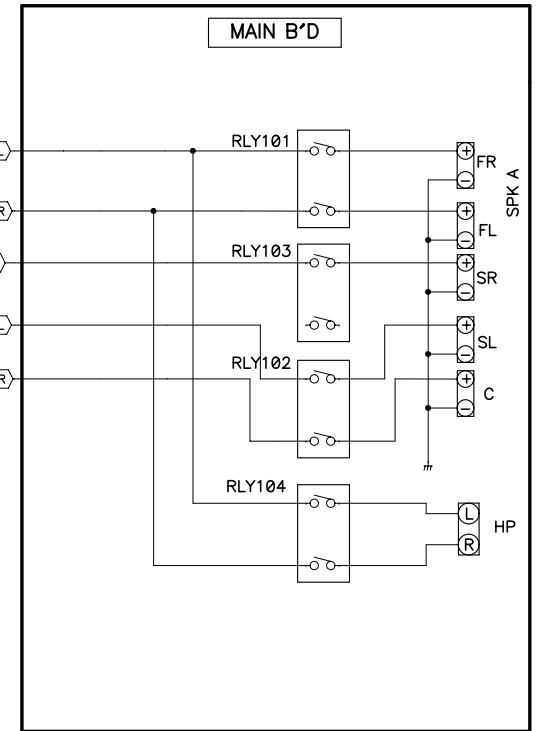 MAIN B'D
RLY101
+
FR
−
SPK A
R
+
FL
−
RLY103
+
SR
−
L
+
SL
−
RLY102
R
+
C
−
RLY104
L
HP
R